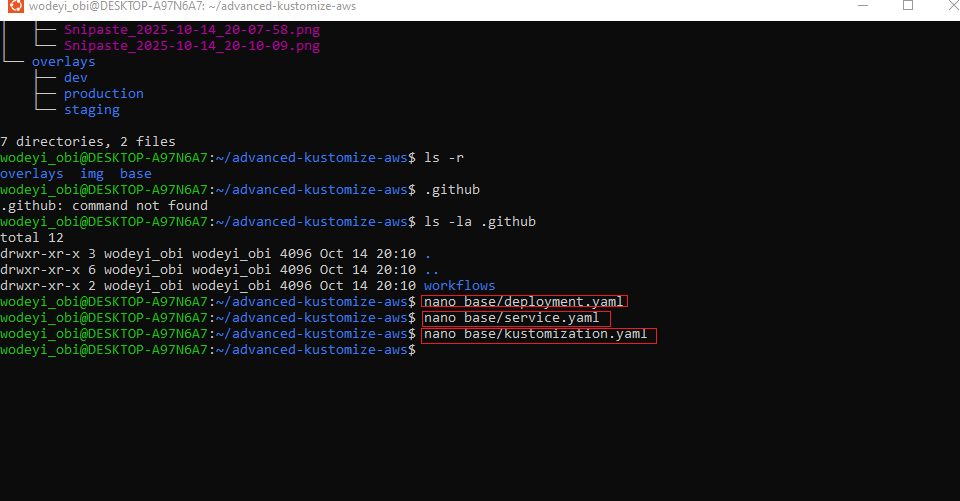 wodeyi_obi@DESKTOP-A97N6A7: ~/advanced-kustomize-aws
│   ├── Snipaste_2025-10-14_20-07-58.png
│   └── Snipaste_2025-10-14_20-10-09.png
└── overlays
    ├── dev
    ├── production
    └── staging
7 directories, 2 files
wodeyi_obi@DESKTOP-A97N6A7:~/advanced-kustomize-aws$ ls -r
overlays  img  base
wodeyi_obi@DESKTOP-A97N6A7:~/advanced-kustomize-aws$ .github
.github: command not found
wodeyi_obi@DESKTOP-A97N6A7:~/advanced-kustomize-aws$ ls -la .github
total 12
drwxr-xr-x 3 wodeyi_obi wodeyi_obi 4096 Oct 14 20:10 .
drwxr-xr-x 6 wodeyi_obi wodeyi_obi 4096 Oct 14 20:10 ..
drwxr-xr-x 2 wodeyi_obi wodeyi_obi 4096 Oct 14 20:10 workflows
wodeyi_obi@DESKTOP-A97N6A7:~/advanced-kustomize-aws$ nano base/deployment.yaml
wodeyi_obi@DESKTOP-A97N6A7:~/advanced-kustomize-aws$ nano base/service.yaml
wodeyi_obi@DESKTOP-A97N6A7:~/advanced-kustomize-aws$ nano base/kustomization.yaml
wodeyi_obi@DESKTOP-A97N6A7:~/advanced-kustomize-aws$